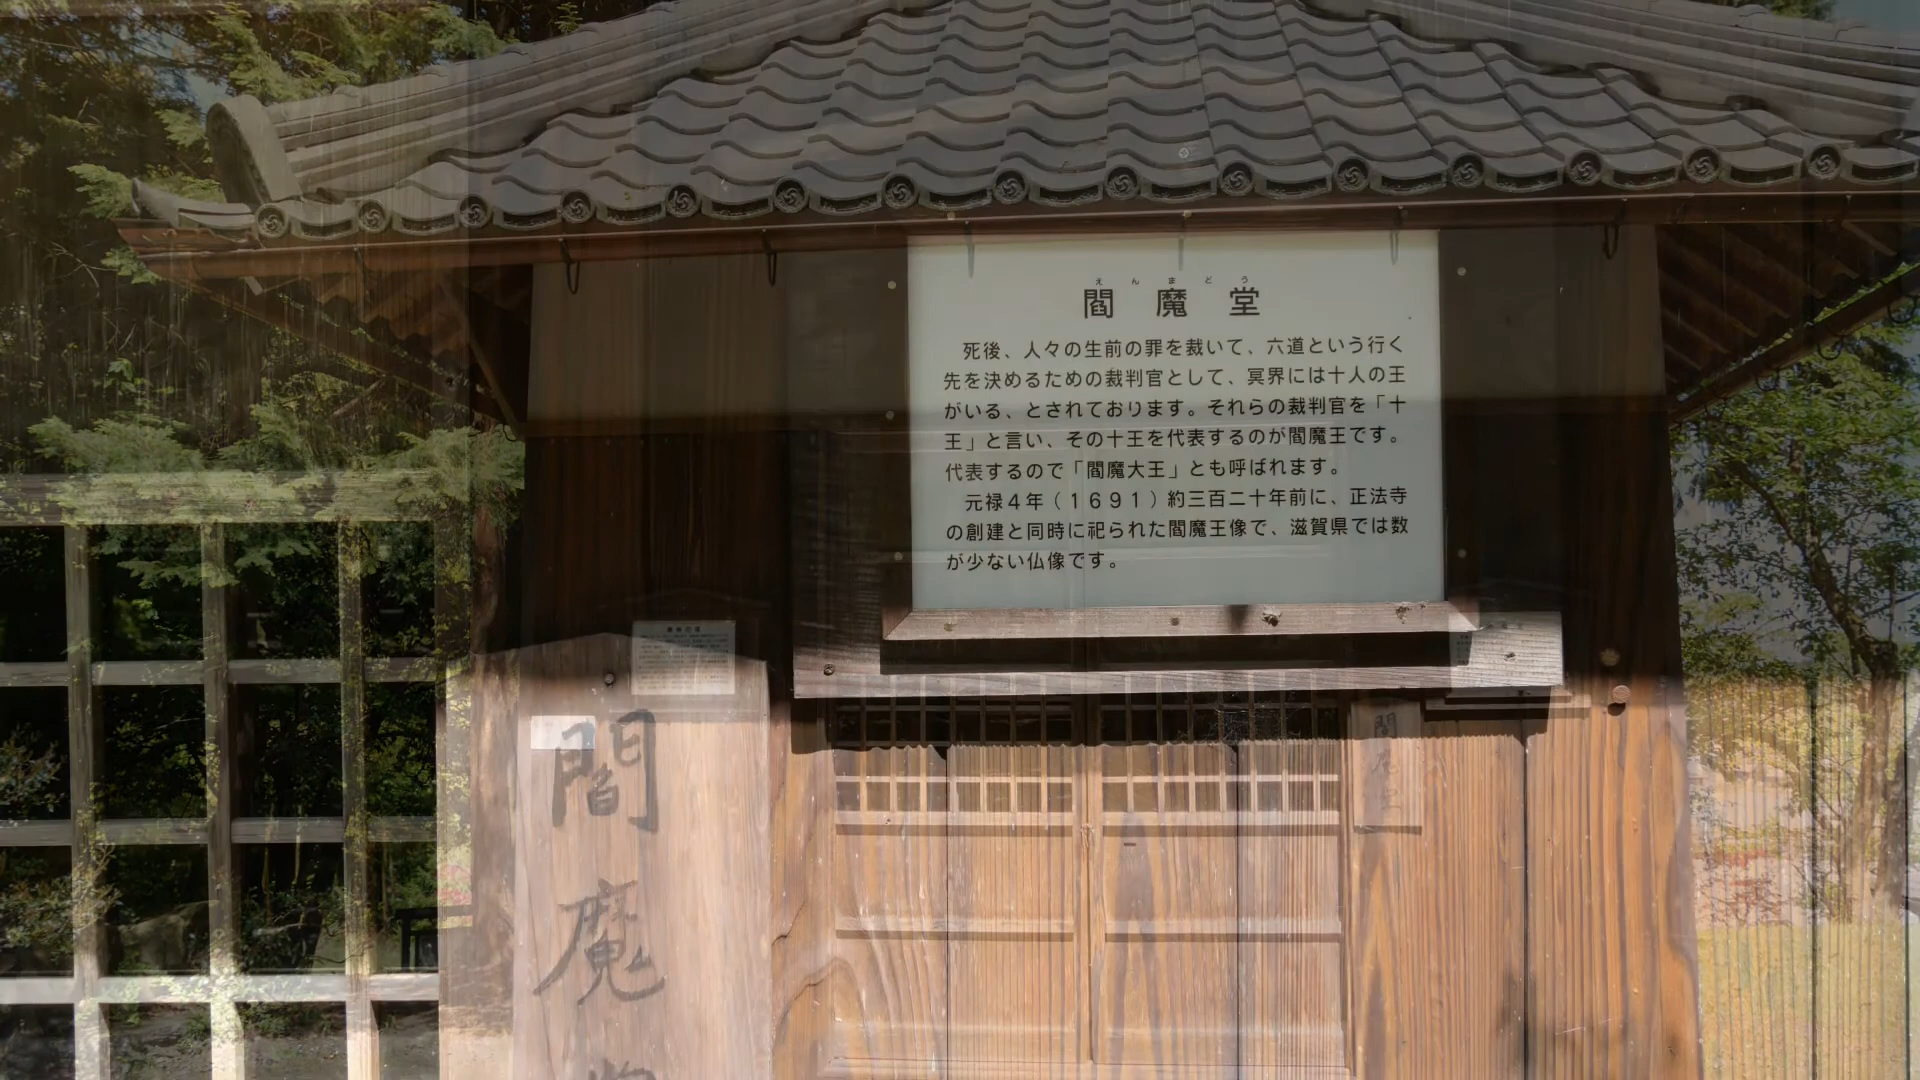 えんまどう
閻魔堂
死後、人々の生前の罪を裁いて、六道という行く
先を決めるための裁判官として、冥界には十人の王
がいる、とされております。それらの裁判官を「十
王」と言い、その十王を代表するのが閻魔王です。
代表するので「閻魔大王」とも呼ばれます。
元禄4年（1691）約三百二十年前に、正法寺
の創建と同時に祀られた閻魔王像で、滋賀県では数
が少ない仏像です。
閻魔